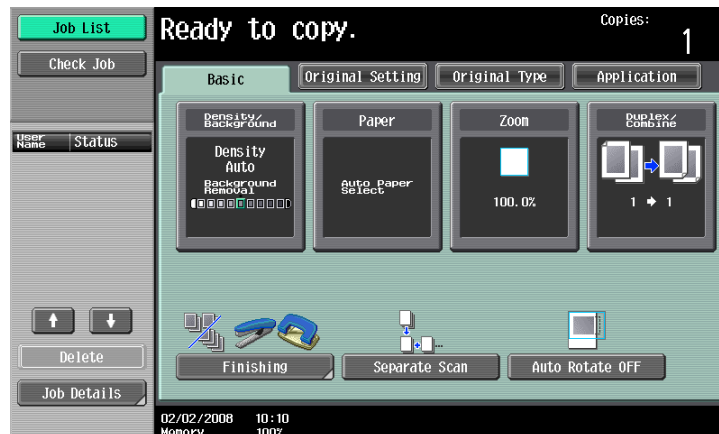 Job List
Check Job
User Name Status
Delete
Job Details
Ready to copy.
Copies:
1
Basic
Original Setting
Original Type
Application
Density/
Background
Density
Auto
Background
Removal
Paper
Auto Paper
Select
Zoom
100.0%
Duplex/
Combine
1 → 1
Finishing
Separate Scan
Auto Rotate OFF
02/02/2008 10:10
Memory 100%